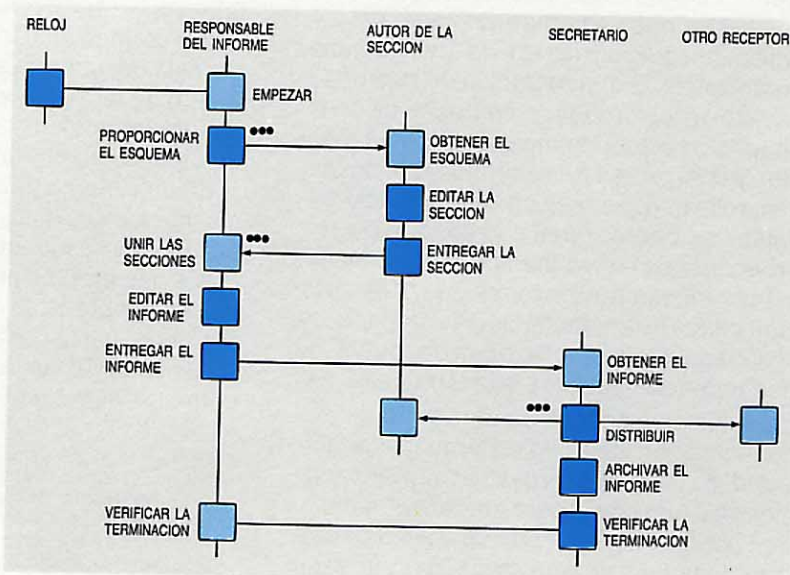 RELOJ
RESPONSABLE
DEL INFORME
AUTOR DE LA
SECCION
SECRETARIO
OTRO RECEPTOR
EMPEZAR
PROPORCIONAR
EL ESQUEMA
OBTENER EL
ESQUEMA
EDITAR LA
SECCION
UNIR LAS
SECCIONES
ENTREGAR LA
SECCION
EDITAR EL
INFORME
ENTREGAR EL
INFORME
OBTENER EL
INFORME
DISTRIBUIR
ARCHIVAR EL
INFORME
VERIFICAR LA
TERMINACION
VERIFICAR LA
TERMINACION